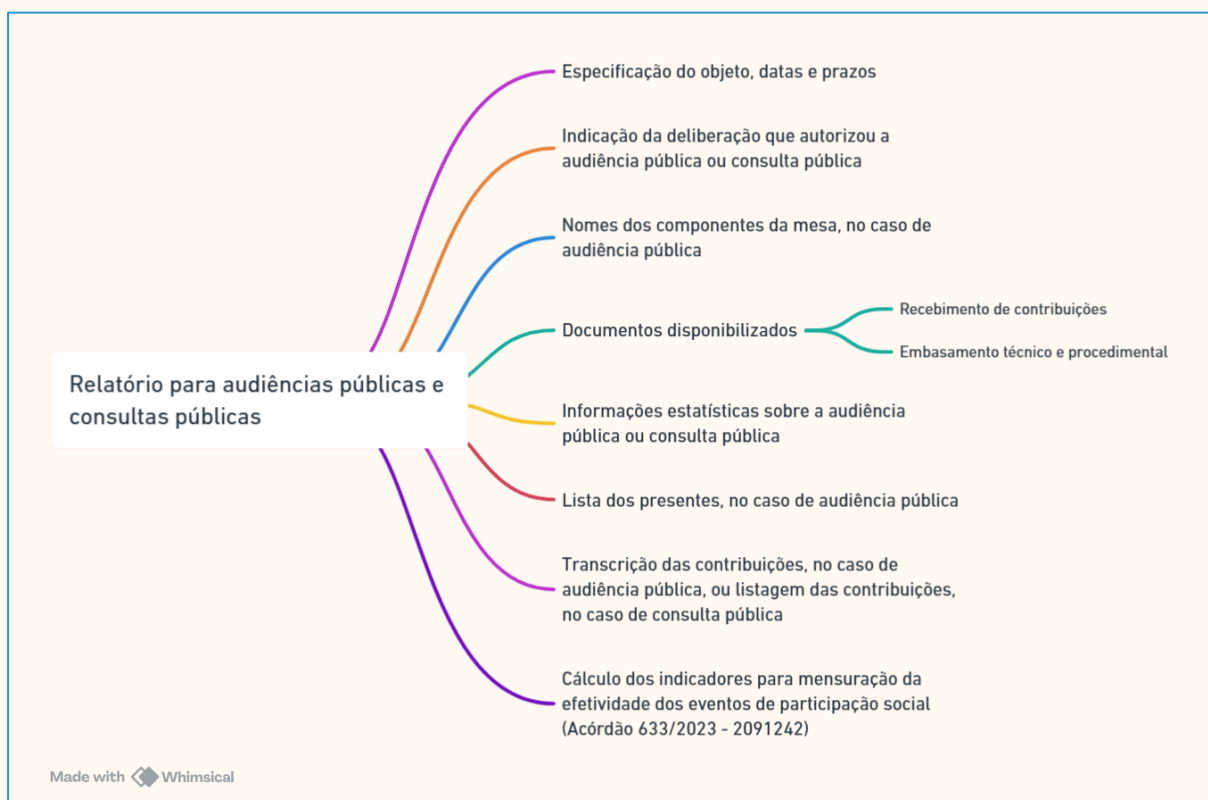 Especificação do objeto, datas e prazos
Indicação da deliberação que autorizou a
audiência pública ou consulta pública
Nomes dos componentes da mesa, no caso de
audiência pública
Documentos disponibilizados
Recebimento de contribuições
Embasamento técnico e procedimental
Relatório para audiências públicas e
consultas públicas
Informações estatísticas sobre a audiência
pública ou consulta pública
Lista dos presentes, no caso de audiência pública
Transcrição das contribuições, no caso de
audiência pública, ou listagem das contribuições,
no caso de consulta pública
Cálculo dos indicadores para mensuração da
efetividade dos eventos de participação social
(Acórdão 633/2023 - 2091242)
Made with Whimsical